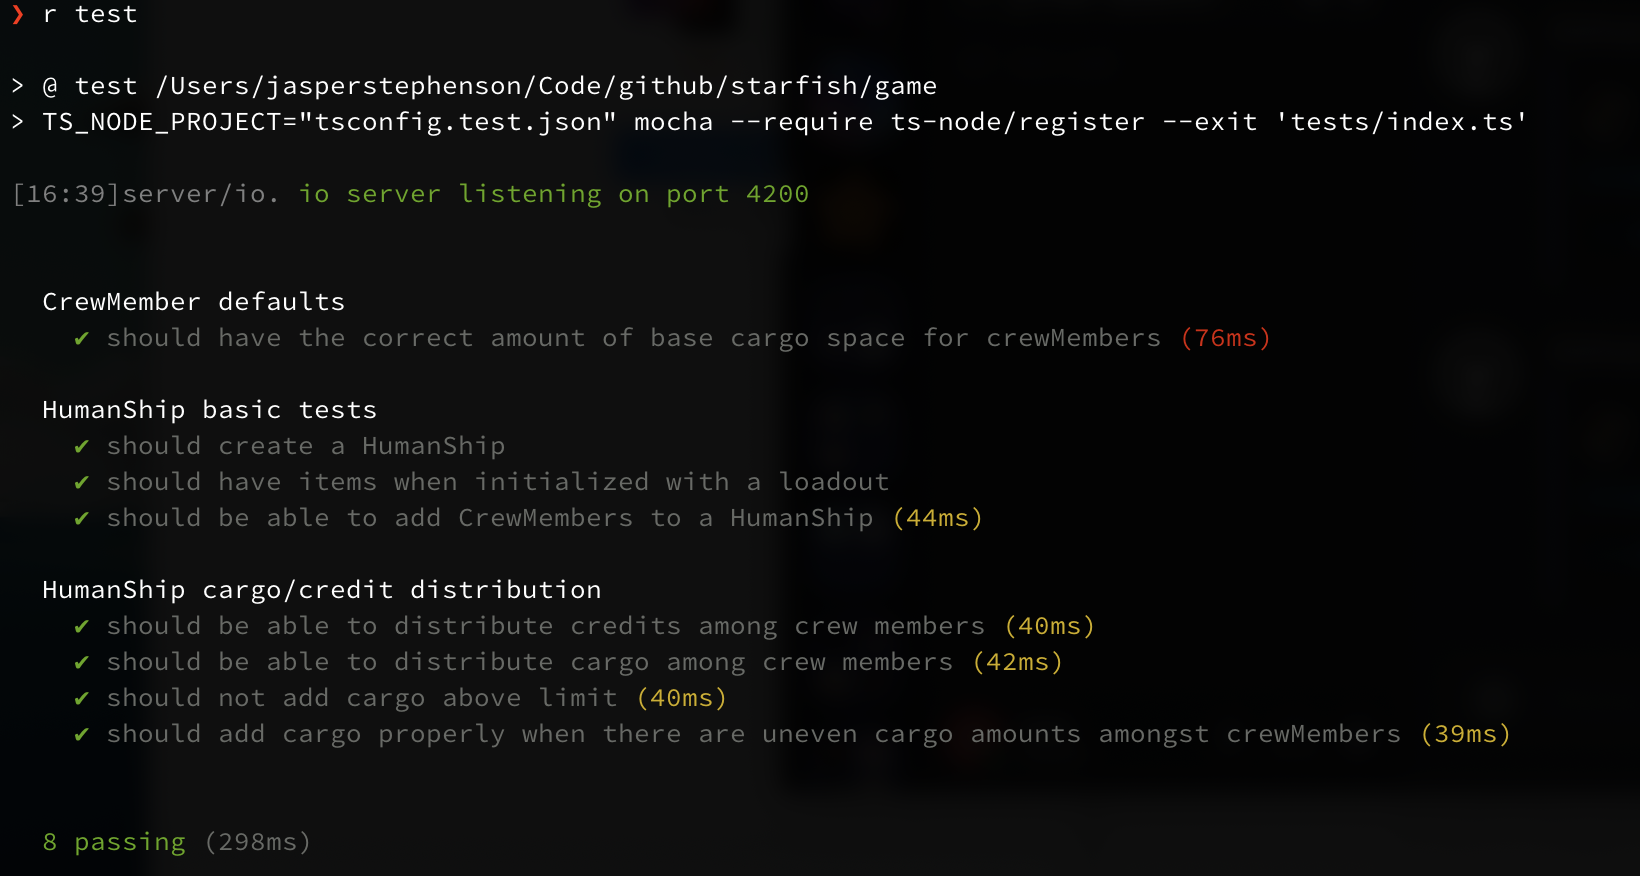 ❯ r test
> @ test /Users/jasperstephenson/Code/github/starfish/game
> TS_NODE_PROJECT="tsconfig.test.json" mocha --require ts-node/register --exit 'tests/index.ts'
[16:39]server/io. io server listening on port 4200
CrewMember defaults
✔ should have the correct amount of base cargo space for crewMembers (76ms)
HumanShip basic tests
✔ should create a HumanShip
✔ should have items when initialized with a loadout
✔ should be able to add CrewMembers to a HumanShip (44ms)
HumanShip cargo/credit distribution
✔ should be able to distribute credits among crew members (40ms)
✔ should be able to distribute cargo among crew members (42ms)
✔ should not add cargo above limit (40ms)
✔ should add cargo properly when there are uneven cargo amounts amongst crewMembers (39ms)
8 passing (298ms)